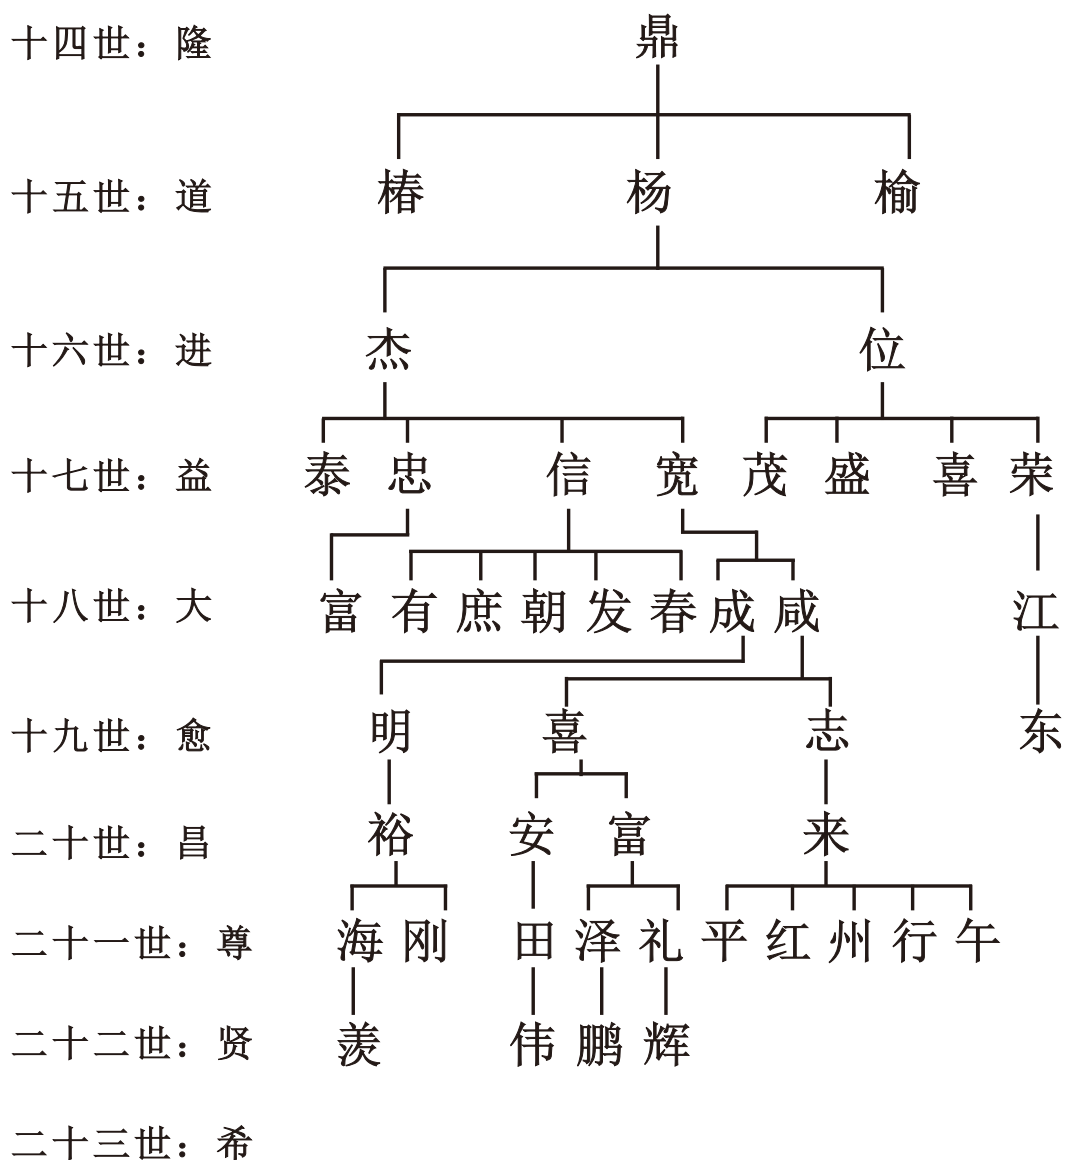 十四世：隆 鼎
十五世：道 椿 杨 榆
十六世：进 杰 位
十七世：益 泰 忠 信 宽 茂 盛 喜 荣
十八世：大 富 有 庶 朝 发 春 成 咸 江
十九世：愈 明 喜 志 东
二十世：昌 裕 安 富 来
二十一世：尊 海 刚 田 泽 礼 平 红 州 行 午
二十二世：贤 羡 伟 鹏 辉
二十三世：希